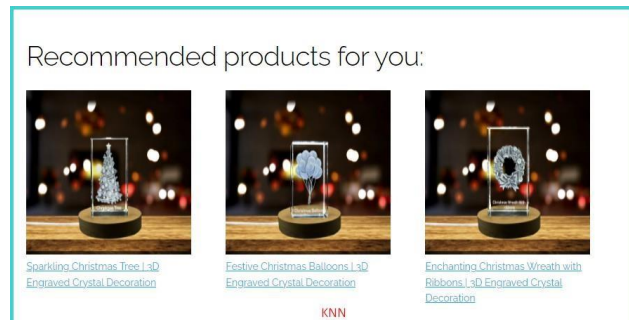 Recommended products for you:
Sparkling Christmas Tree | 3D
Engraved Crystal Decoration
Festive Christmas Balloons | 3D
Engraved Crystal Decoration
Enchanting Christmas Wreath with
Ribbons | 3D Engraved Crystal
Decoration
KNN